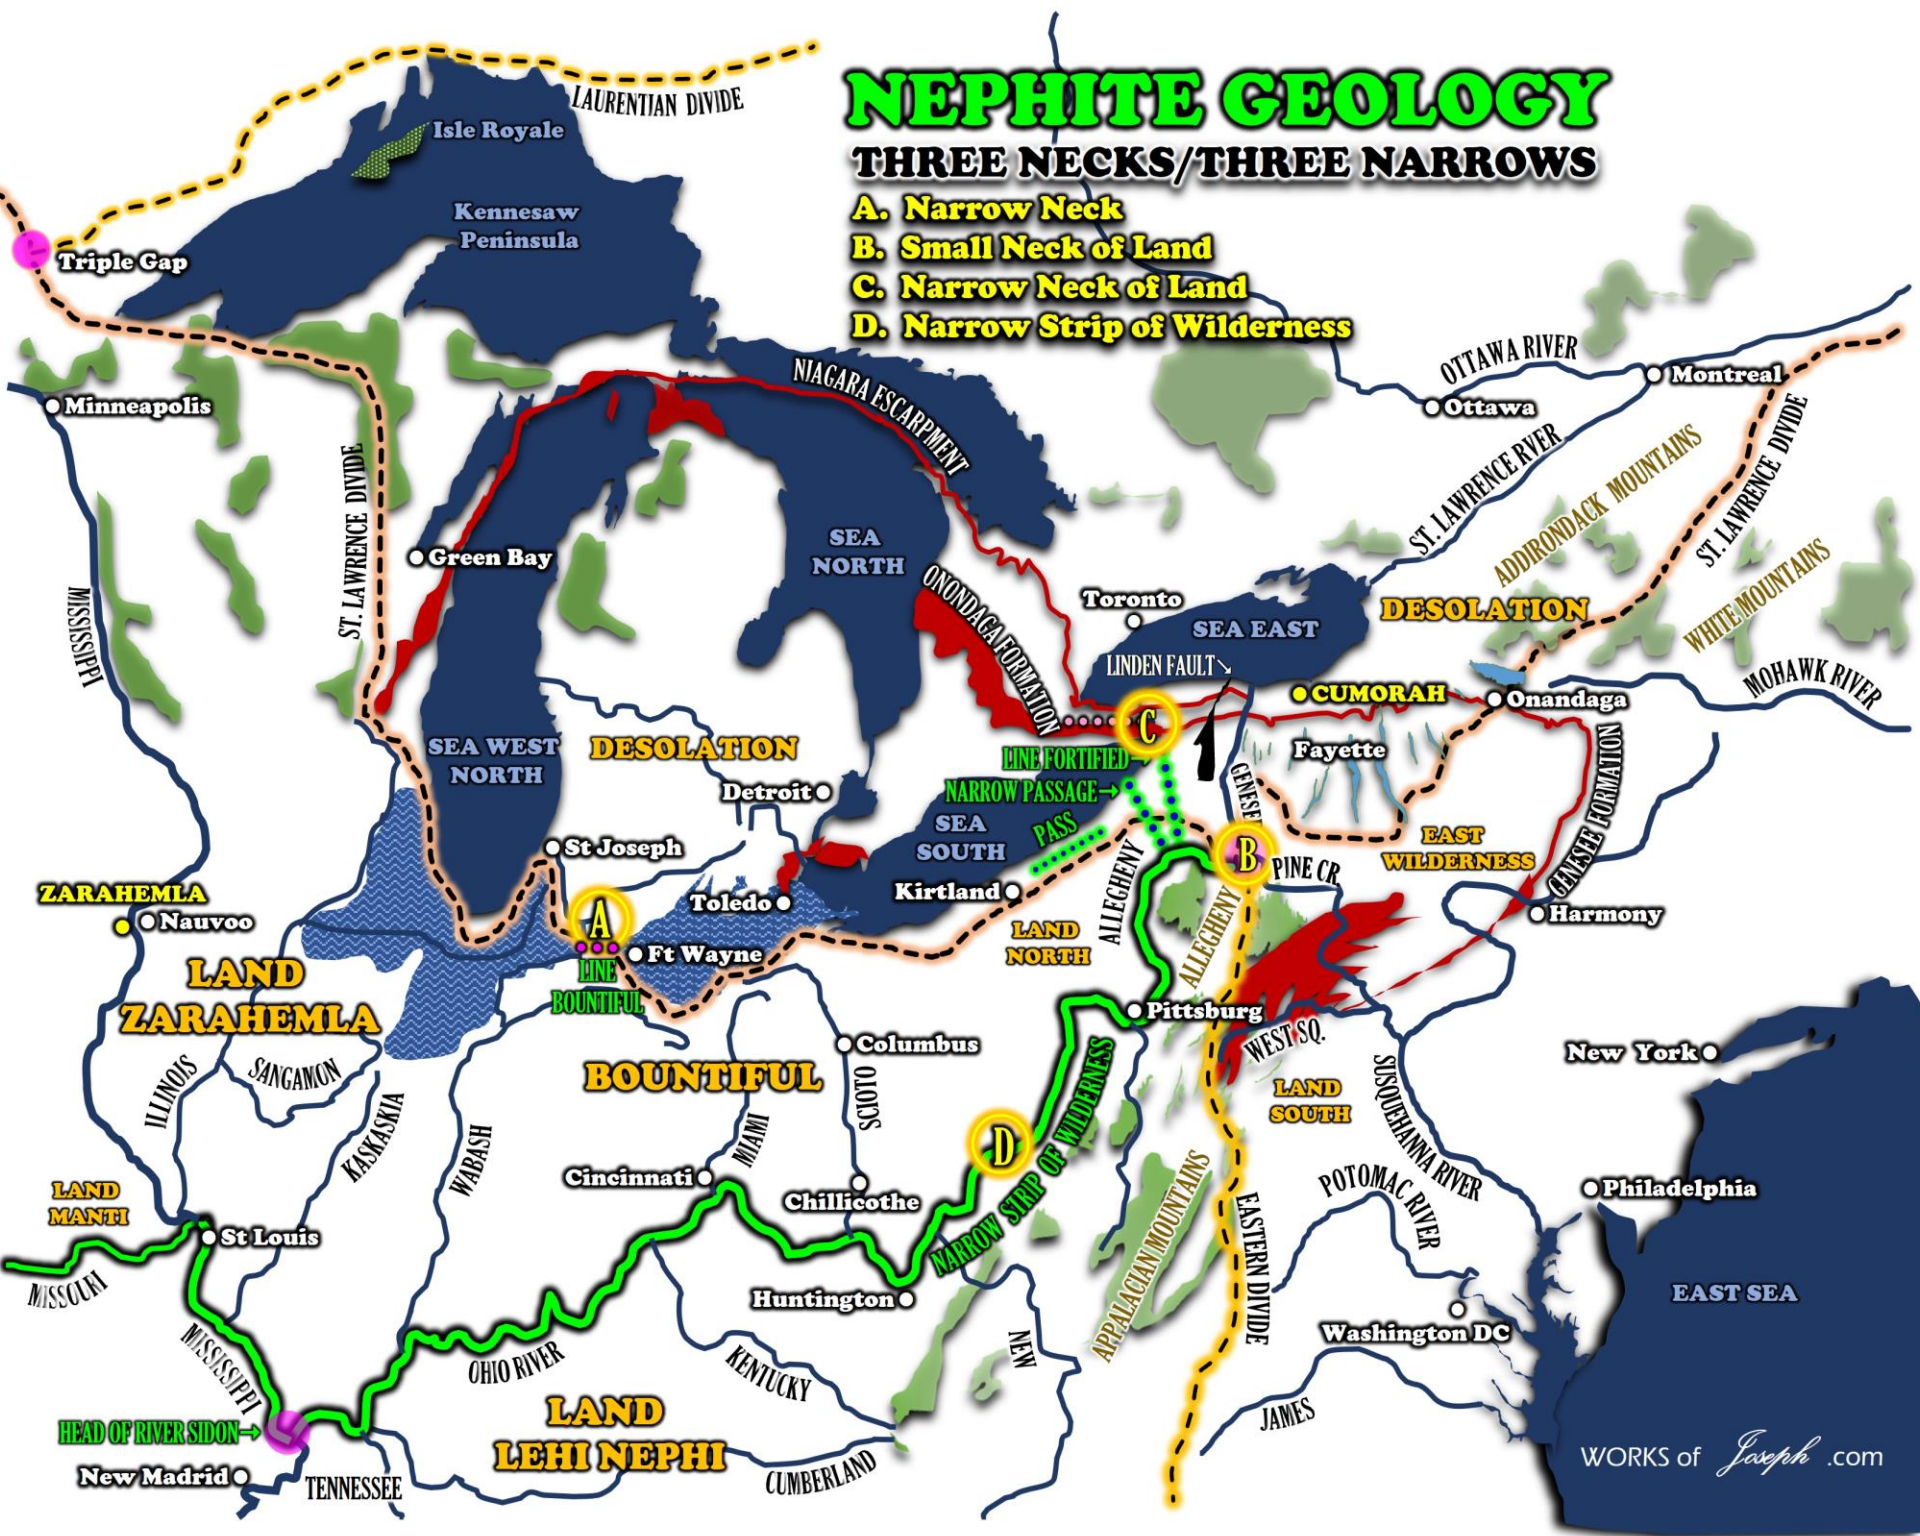 NEPHITE GEOLOGY
THREE NECKS/THREE NARROWS
A. Narrow Neck
B. Small Neck of Land
C. Narrow Neck of Land
D. Narrow Strip of Wilderness
LAURENTIAN DIVIDE
Isle Royale
Kennesaw
Peninsula
Triple Gap
Minneapolis
NIAGARA ESCARPMENT
OTTAWA RIVER
Montreal
Ottawa
ST. LAWRENCE DIVIDE
ST. LAWRENCE RVER
ADDIRONDACK MOUNTAINS
ST. LAWRENCE DIVIDE
WHITE MOUNTAINS
MISSISIPPI
Green Bay
SEA
NORTH
ONONDAGA FORMATION
Toronto
SEA EAST
DESOLATION
LINDEN FAULT
CUMORAH
Onandaga
MOHAWK RIVER
SEA WEST
NORTH
DESOLATION
C
LINE FORTIFIED→
NARROW PASSAGE→
Fayette
GENESEE
GENESEE FORMATION
Detroit
SEA
SOUTH
PASS
EAST
WILDERNESS
St Joseph
B
PINE CR.
ALLEGHENY
Kirtland
Toledo
ZARAHEMLA
Nauvoo
A
Ft Wayne
LINE
BOUNTIFUL
LAND
NORTH
ALLEGHENY
Harmony
LAND
ZARAHEMLA
Pittsburg
WEST SQ.
New York
Columbus
BOUNTIFUL
ILLINOIS
SANGAMON
KASKASKIA
WABASH
MIAMI
SCIOTO
LAND
SOUTH
SUSQUEHANNA RIVER
D
NARROW STRIP OF WILDERNESS
Cincinnati
Chillicothe
LAND
MANTI
St Louis
MISSOURI
APPALACIAN MOUNTAINS
EASTERN DIVIDE
POTOMAC RIVER
Philadelphia
Huntington
EAST SEA
Washington DC
MISSISSIPPI
OHIO RIVER
KENTUCKY
NEW
JAMES
HEAD OF RIVER SIDON→
LAND
LEHI NEPHI
New Madrid
TENNESSEE
CUMBERLAND
WORKS of Joseph .com